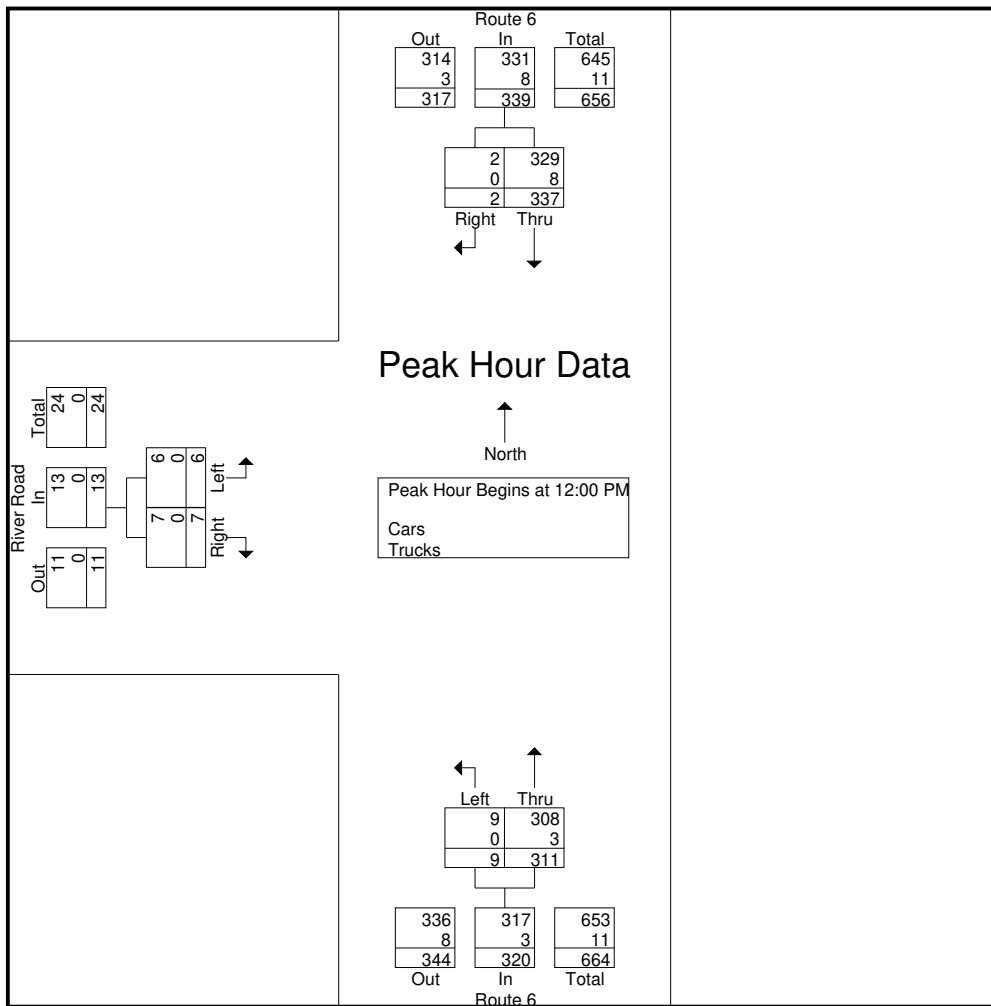 Route 6
Out In Total
314 331 645
3 8 11
317 339 656
2 329
0 8
2 337
Right Thru
Peak Hour Data
North
Peak Hour Begins at 12:00 PM
Cars
Trucks
River Road
Total
24 0 24
In
13 0 13
Out
11 0 11
6 0 6
Left
7 0 7
Right
Left Thru
9 308
0 3
9 311
336 317 653
8 3 11
344 320 664
Out In Total
Route 6